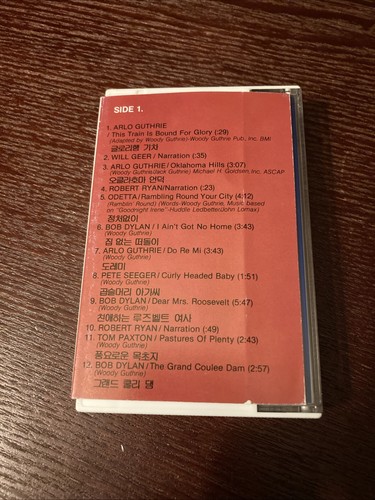 SIDE 1.
1. ARLO GUTHRIE
/ This Train Is Bound For Glory (:29)
(Adapted by Woody Guthrie-Woody Guthrie Pub., Inc. BMI
글로리행 기차
2. WILL GEER / Narration (:35)
3. ARLO GUTHRIE / Oklahoma Hills (3:07)
(Woody Guthrie/Jack Guthrie) Michael H. Goldsen, Inc. ASCAP
오클라호마 언덕
4. ROBERT RYAN/Narration (:23)
5. ODETTA/Rambling Round Your City (4:12)
(Ramblin' Round) (Words-Woody Guthrie, Music based
on "Goodnight Irene"-Huddie Ledbetter/John Lomax)
정처없이
6. BOB DYLAN / I Ain't Got No Home (3:43)
(Woody Guthrie)
집 없는 떠돌이
7. ARLO GUTHRIE / Do Re Mi (3:43)
(Woody Guthrie)
도레미
8. PETE SEEGER / Curly Headed Baby (1:51)
(Woody Guthrie)
곱슬머리 아가씨
9. BOB DYLAN / Dear Mrs. Roosevelt (5:47)
(Woody Guthrie)
친애하는 루즈벨트 여사
10. ROBERT RYAN / Narration (:49)
11. TOM PAXTON / Pastures Of Plenty (2:43)
(Woody Guthrie)
풍요로운 목초지
12. BOB DYLAN / The Grand Coulee Dam (2:57)
(Woody Guthrie)
그랜드 쿨리 댐